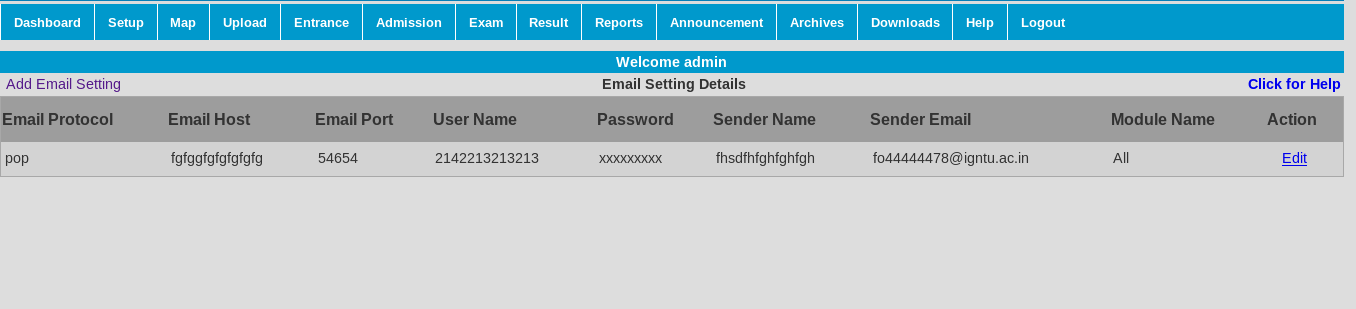 Dashboard Setup Map Upload Entrance Admission Exam Result Reports Announcement Archives Downloads Help Logout
Welcome admin
Add Email Setting Email Setting Details Click for Help
Email Protocol Email Host Email Port User Name Password Sender Name Sender Email Module Name Action
pop fgfggfgfgfgfgfg 54654 2142213213213 xxxxxxxxx fhsdfhfghfghfgh fo44444478@igntu.ac.in All Edit